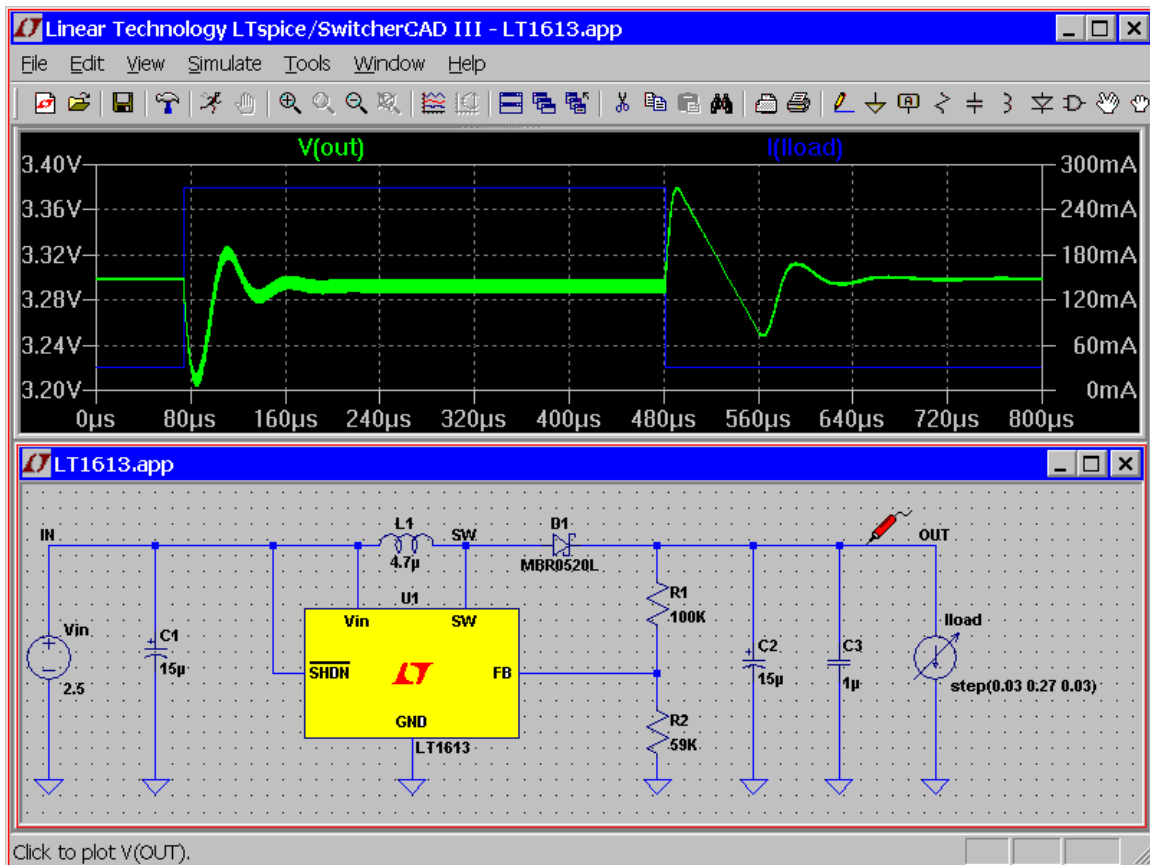 Linear Technology LTspice/SwitcherCAD III - LT1613.app
File Edit View Simulate Tools Window Help
V(out) I(Iload)
3.40V 300mA
3.36V 240mA
3.32V 180mA
3.28V 120mA
3.24V 60mA
3.20V 0mA
0µs 80µs 160µs 240µs 320µs 400µs 480µs 560µs 640µs 720µs 800µs
LT1613.app
IN L1 SW D1 OUT
4.7µ MBR0520L
U1
Vin SW
R1
100K
Iload
Vin
C1
15µ
2.5
SHDN FB
C2
15µ
C3
1µ
step(0.03 0.27 0.03)
GND
LT1613
R2
59K
Click to plot V(OUT).